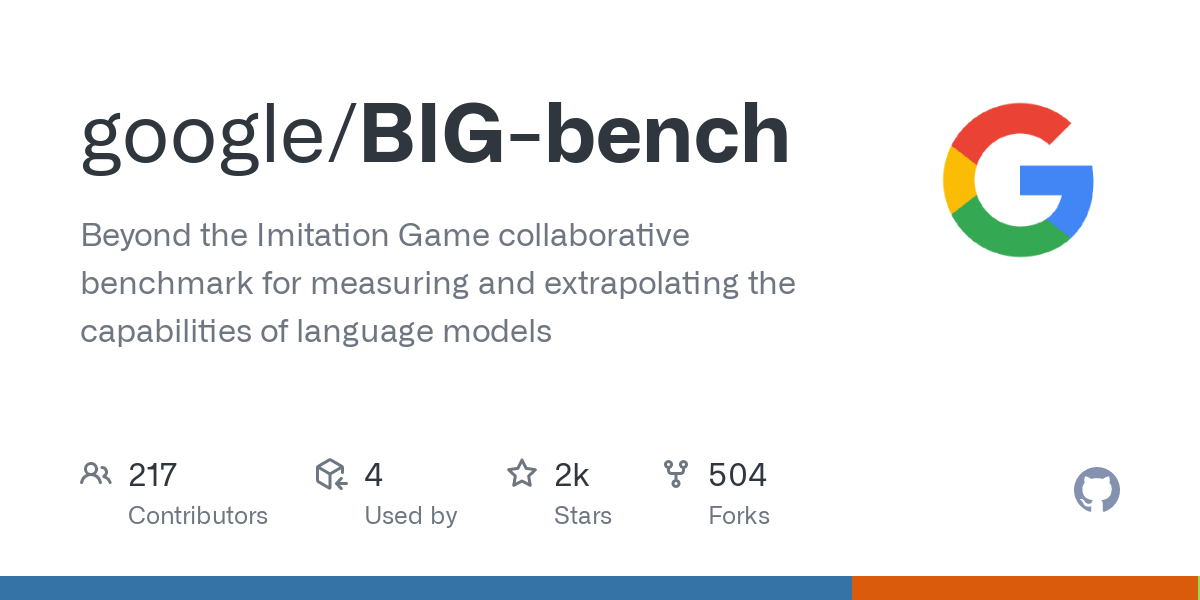 google/BIG-bench
Beyond the Imitation Game collaborative
benchmark for measuring and extrapolating the
capabilities of language models
217 4 2k 504
Contributors Used by Stars Forks